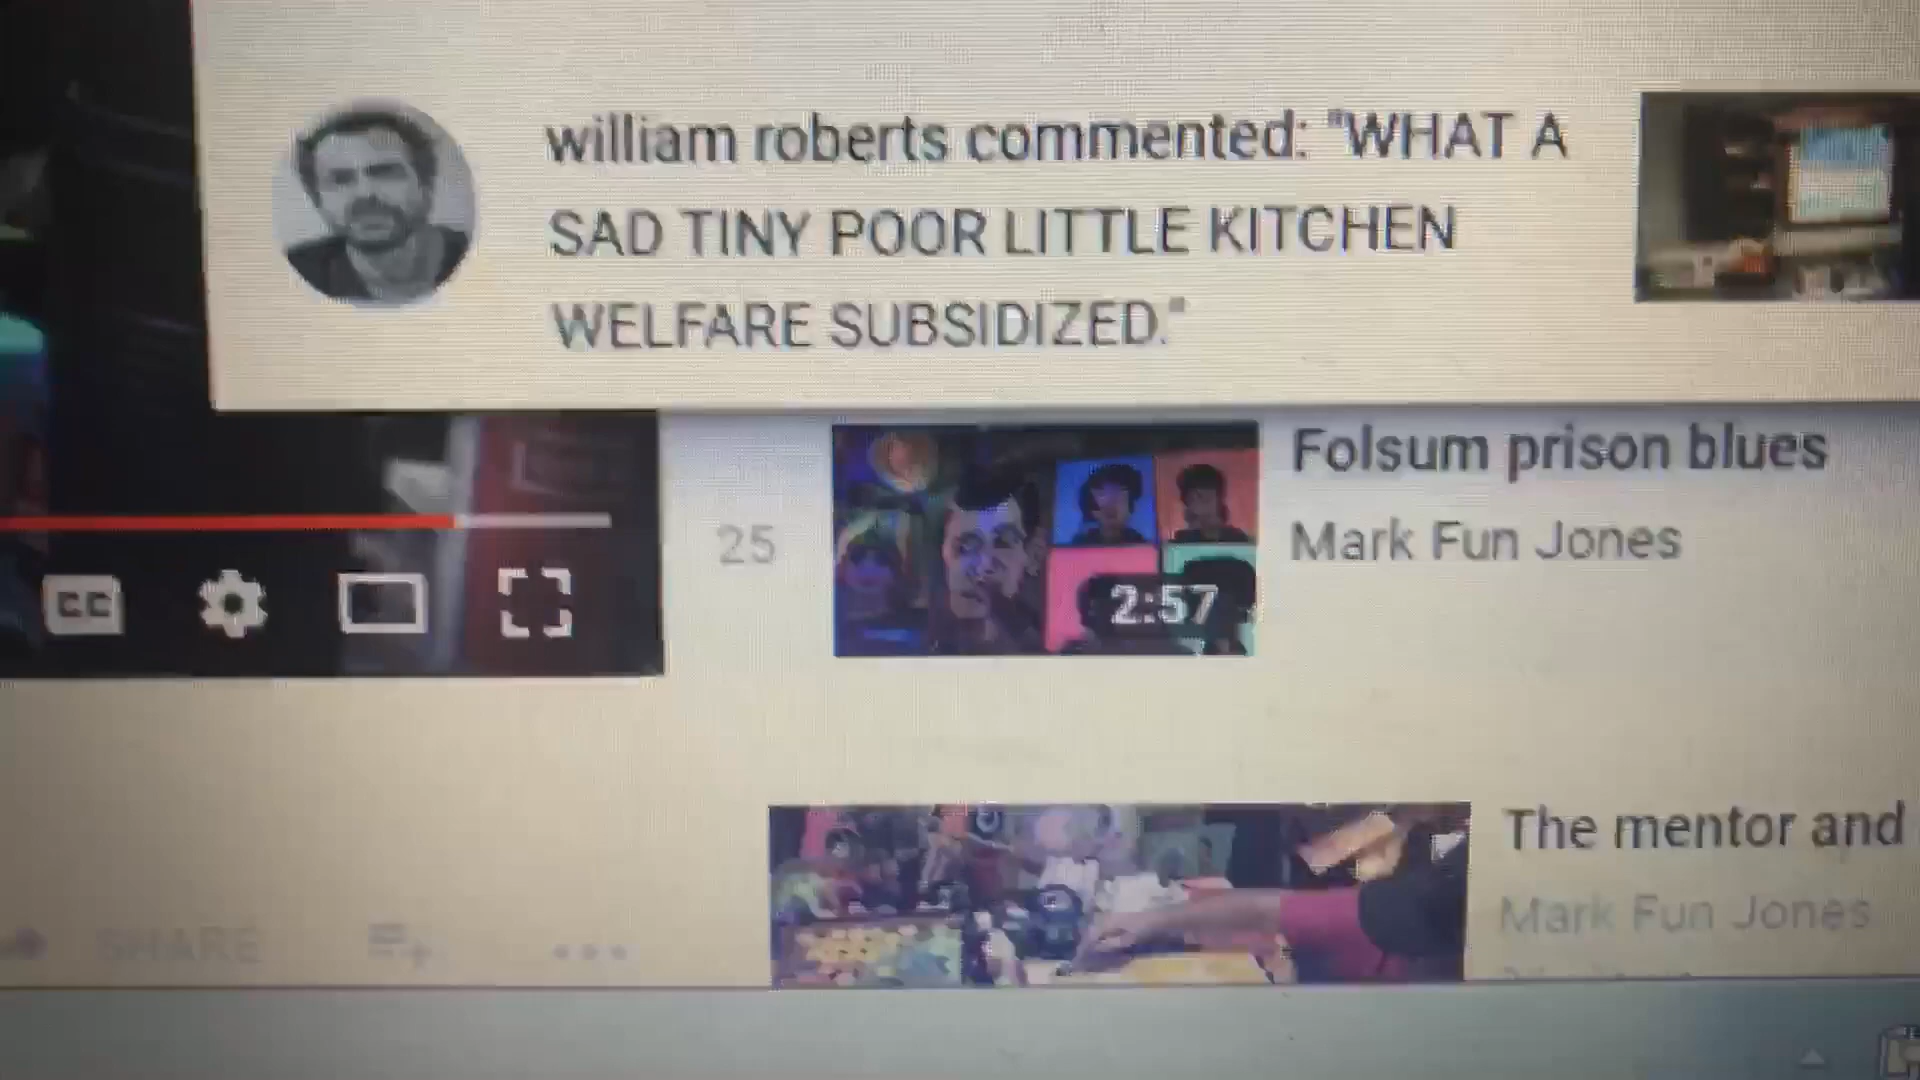 william roberts commented: "WHAT A
SAD TINY POOR LITTLE KITCHEN
WELFARE SUBSIDIZED."
Folsum prison blues
Mark Fun Jones
25
2:57
CC
The mentor and
Mark Fun Jones
SHARE